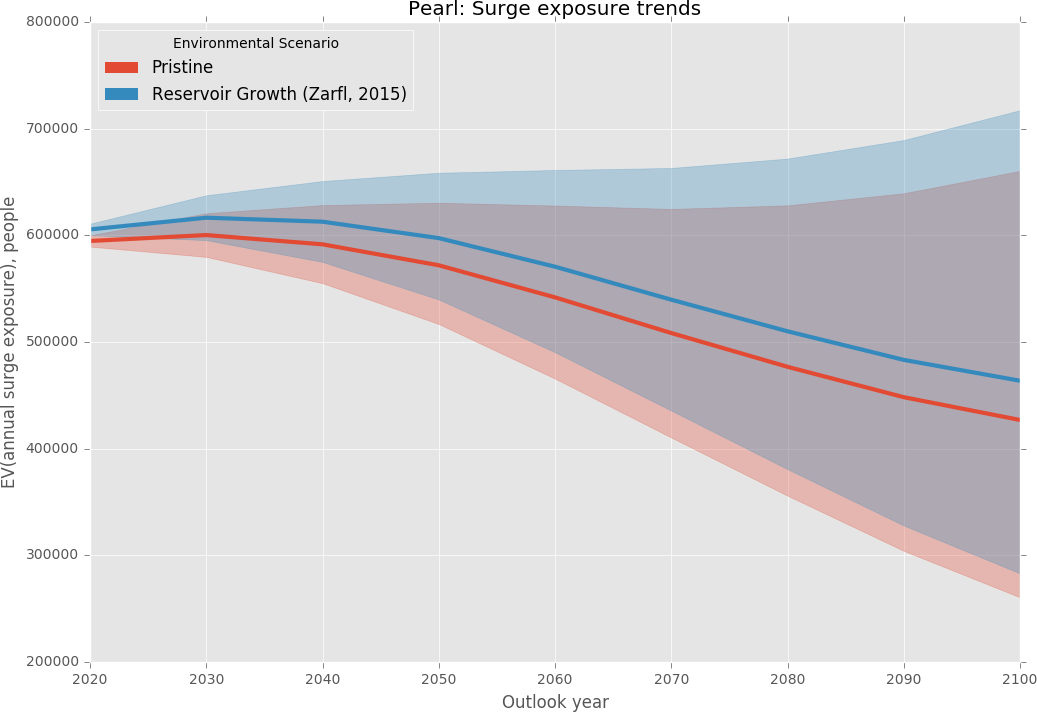 Pearl: Surge exposure trends
Environmental Scenario
Pristine
Reservoir Growth (Zarfl, 2015)
EV(annual surge exposure), people
800000
700000
600000
500000
400000
300000
200000
2020 2030 2040 2050 2060 2070 2080 2090 2100
Outlook year